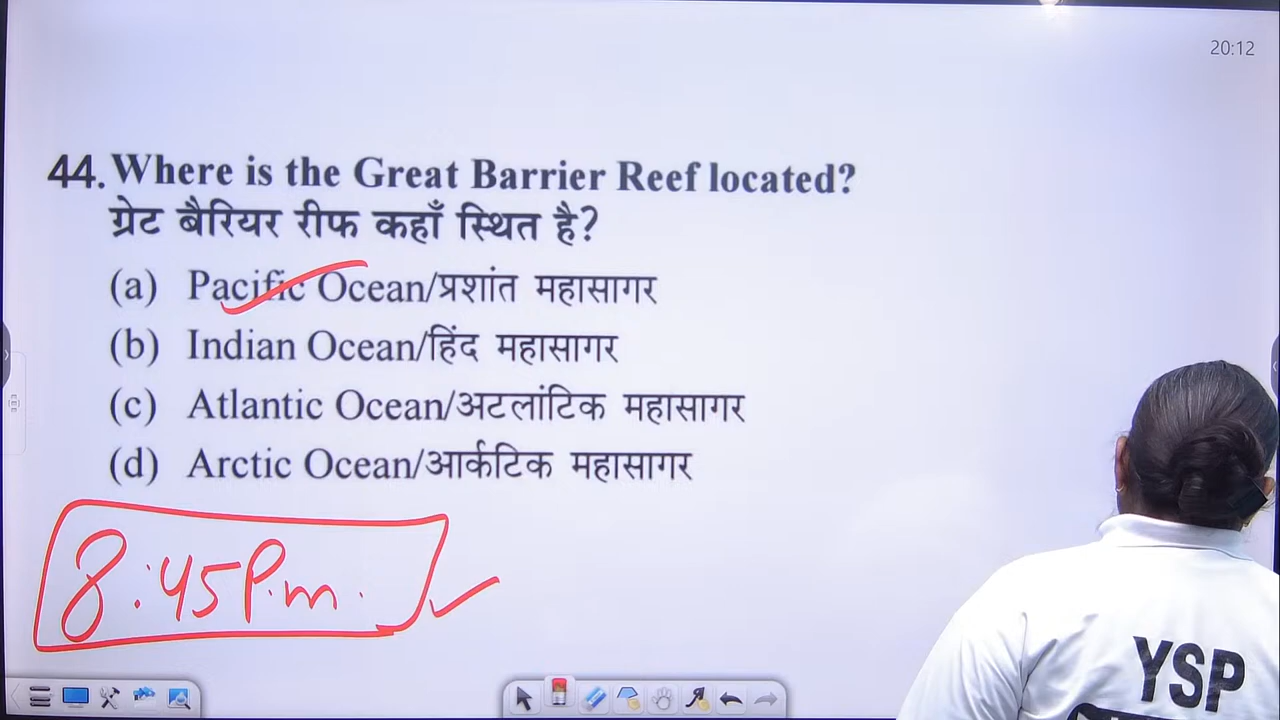 20:12
44. Where is the Great Barrier Reef located?
ग्रेट बैरियर रीफ कहाँ स्थित है?
(a) Pacific Ocean/प्रशांत महासागर
(b) Indian Ocean/हिंद महासागर
(c) Atlantic Ocean/अटलांटिक महासागर
(d) Arctic Ocean/आर्कटिक महासागर
8:45 P.m.
YSP